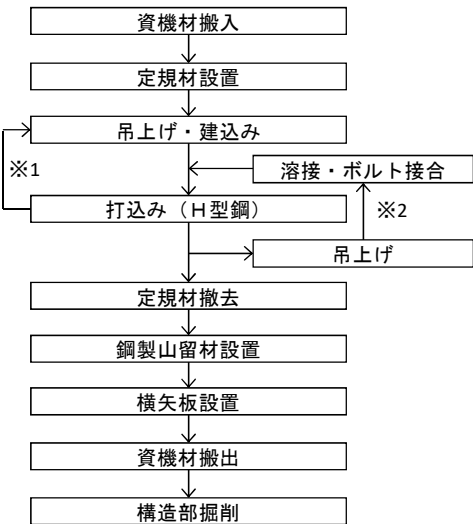 資機材搬入
定規材設置
吊上げ・建込み
※1
溶接・ボルト接合
打込み（H型鋼）
※2
吊上げ
定規材撤去
鋼製山留材設置
横矢板設置
資機材搬出
構造部掘削